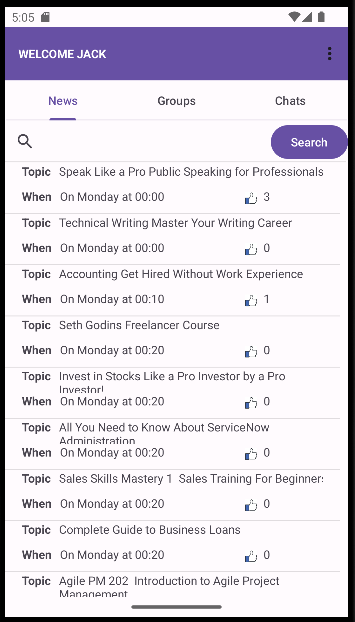 5:05
WELCOME JACK
News Groups Chats
Search
Topic Speak Like a Pro Public Speaking for Professionals
When On Monday at 00:00 3
Topic Technical Writing Master Your Writing Career
When On Monday at 00:00 0
Topic Accounting Get Hired Without Work Experience
When On Monday at 00:10 1
Topic Seth Godins Freelancer Course
When On Monday at 00:20 0
Topic Invest in Stocks Like a Pro Investor by a Pro
Investor!
When On Monday at 00:20 0
Topic All You Need to Know About ServiceNow
Administration
When On Monday at 00:20 0
Topic Sales Skills Mastery 1 Sales Training For Beginners
When On Monday at 00:20 0
Topic Complete Guide to Business Loans
When On Monday at 00:20 0
Topic Agile PM 202 Introduction to Agile Project
Management